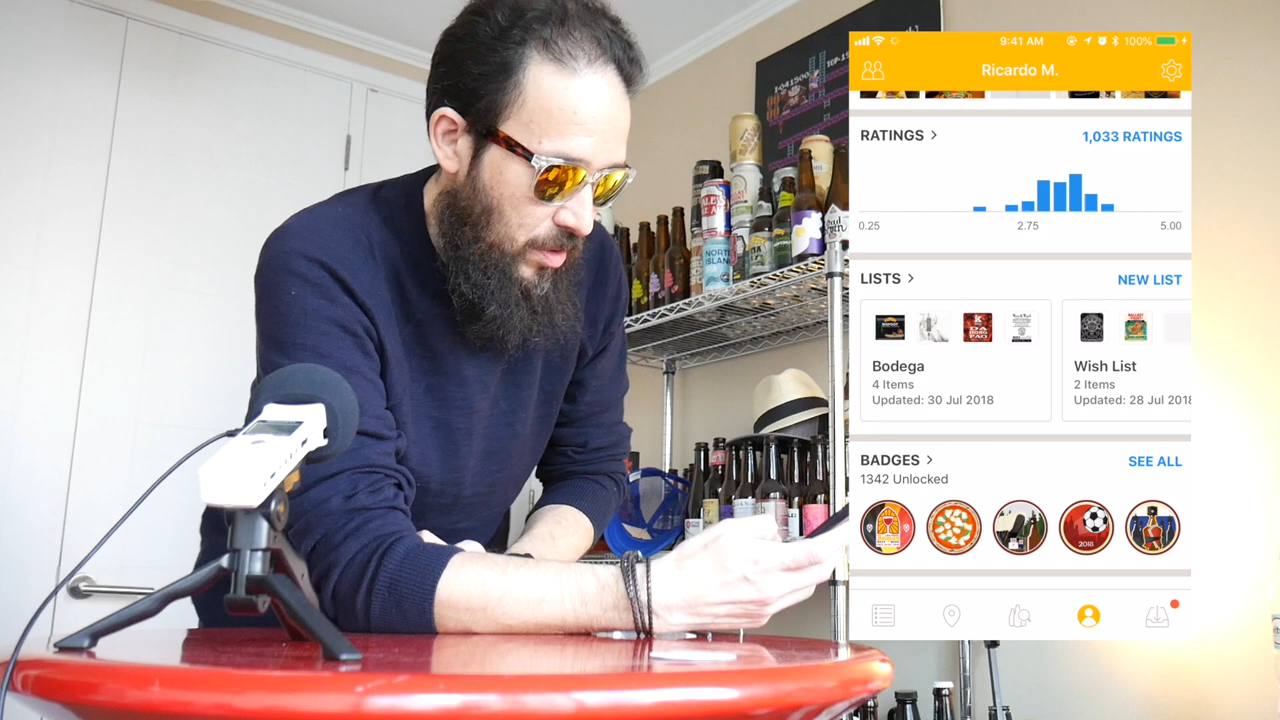 9:41 AM
100%
Ricardo M.
RATINGS
1,033 RATINGS
0.25
2.75
5.00
LISTS
NEW LIST
Bodega
4 Items
Updated: 30 Jul 2018
Wish List
2 Items
Updated: 28 Jul 2018
BADGES
SEE ALL
1342 Unlocked
2018
NORTH
ISLAND